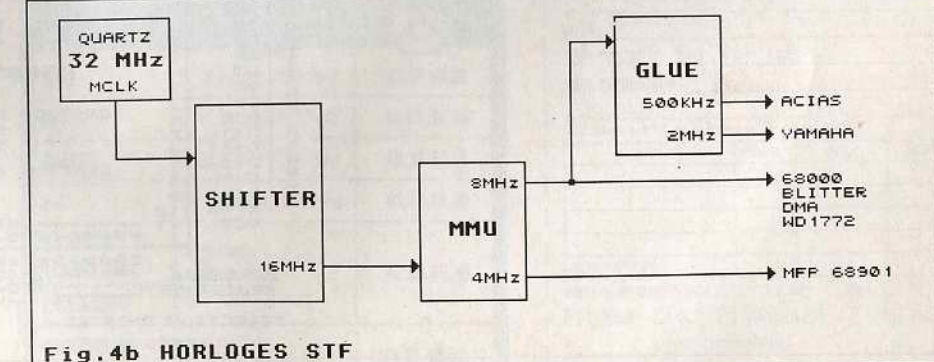 QUARTZ
32 MHz
MCLK
SHIFTER
16MHz
MMU
8MHz
4MHz
GLUE
500KHz
2MHz
ACIAS
YAMAHA
68000
BLITTER
DMA
WD1772
MFP 68901
Fig.4b HORLOGES STF